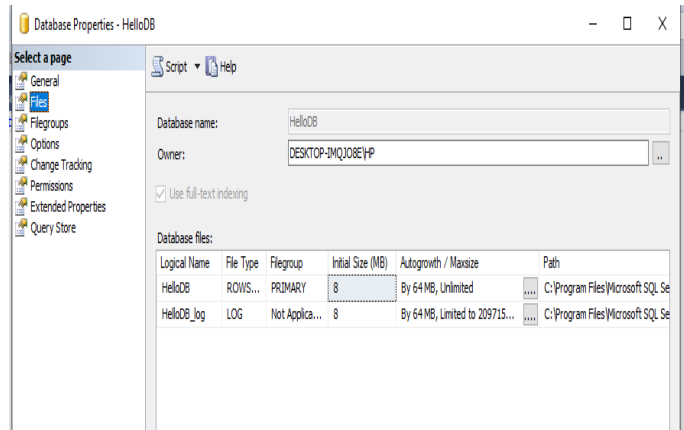 Database Properties - HelloDB
Select a page
General
Files
Filegroups
Options
Change Tracking
Permissions
Extended Properties
Query Store
Script Help
Database name: HelloDB
Owner: DESKTOP-IMQJO8E\HP ..
Use full-text indexing
Database files:
Logical Name File Type Filegroup Initial Size (MB) Autogrowth / Maxsize Path
HelloDB ROWS... PRIMARY 8 By 64 MB, Unlimited .... C:\Program Files\Microsoft SQL Se
HelloDB_log LOG Not Applica... 8 By 64 MB, Limited to 209715... .... C:\Program Files\Microsoft SQL Se